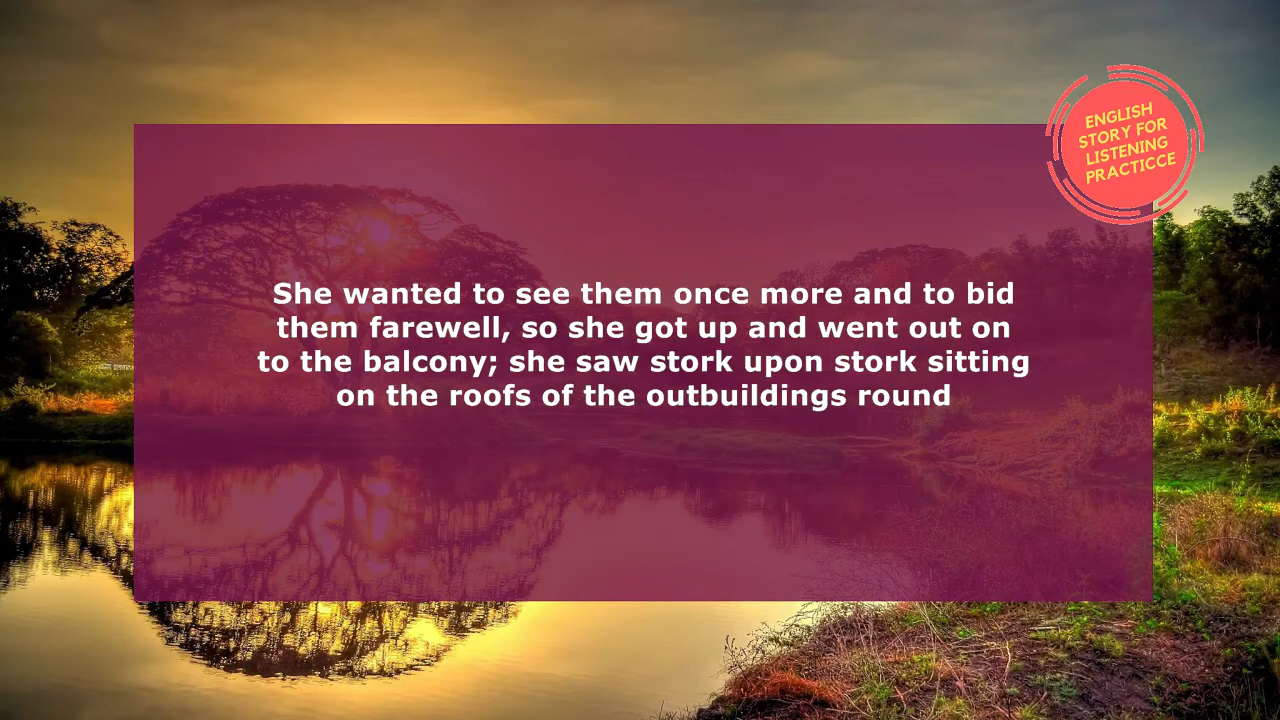 ENGLISH
STORY FOR
LISTENING
PRACTICCE
She wanted to see them once more and to bid
them farewell, so she got up and went out on
to the balcony; she saw stork upon stork sitting
on the roofs of the outbuildings round